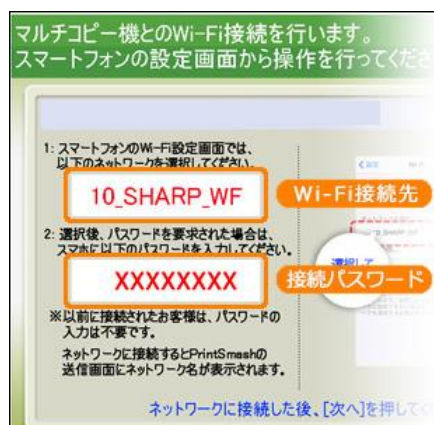 マルチコピー機とのWi-Fi接続を行います。
スマートフォンの設定画面から操作を行ってくださ
1: スマートフォンのWi-Fi設定画面では、
以下のネットワークを選択してください。
10_SHARP_WF
Wi-Fi接続先
2: 選択後、パスワードを要求された場合は、
スマホに以下のパスワードを入力してください。
選択して
XXXXXXXX
接続パスワード
※以前に接続されたお客様は、パスワードの
入力は不要です。
ネットワークに接続するとPrintSmashの
送信画面にネットワーク名が表示されます。
ネットワークに接続した後、[次へ]を押してく